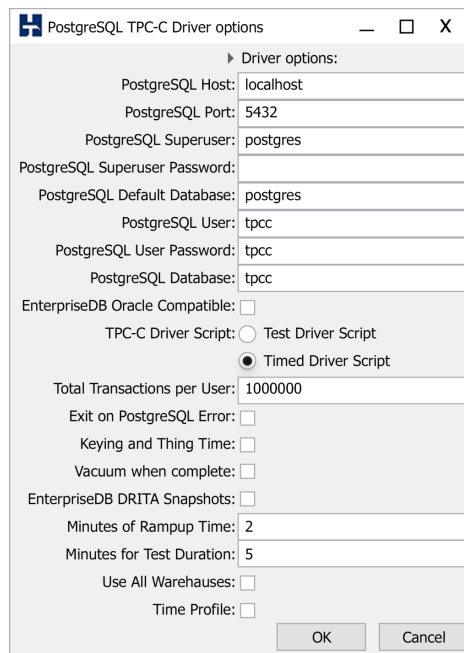 PostgreSQL TPC-C Driver options
Driver options:
PostgreSQL Host: localhost
PostgreSQL Port: 5432
PostgreSQL Superuser: postgres
PostgreSQL Superuser Password:
PostgreSQL Default Database: postgres
PostgreSQL User: tpcc
PostgreSQL User Password: tpcc
PostgreSQL Database: tpcc
EnterpriseDB Oracle Compatible:
TPC-C Driver Script: Test Driver Script
Timed Driver Script
Total Transactions per User: 1000000
Exit on PostgreSQL Error:
Keying and Thing Time:
Vacuum when complete:
EnterpriseDB DRITA Snapshots:
Minutes of Rampup Time: 2
Minutes for Test Duration: 5
Use All Warehauses:
Time Profile:
OK Cancel